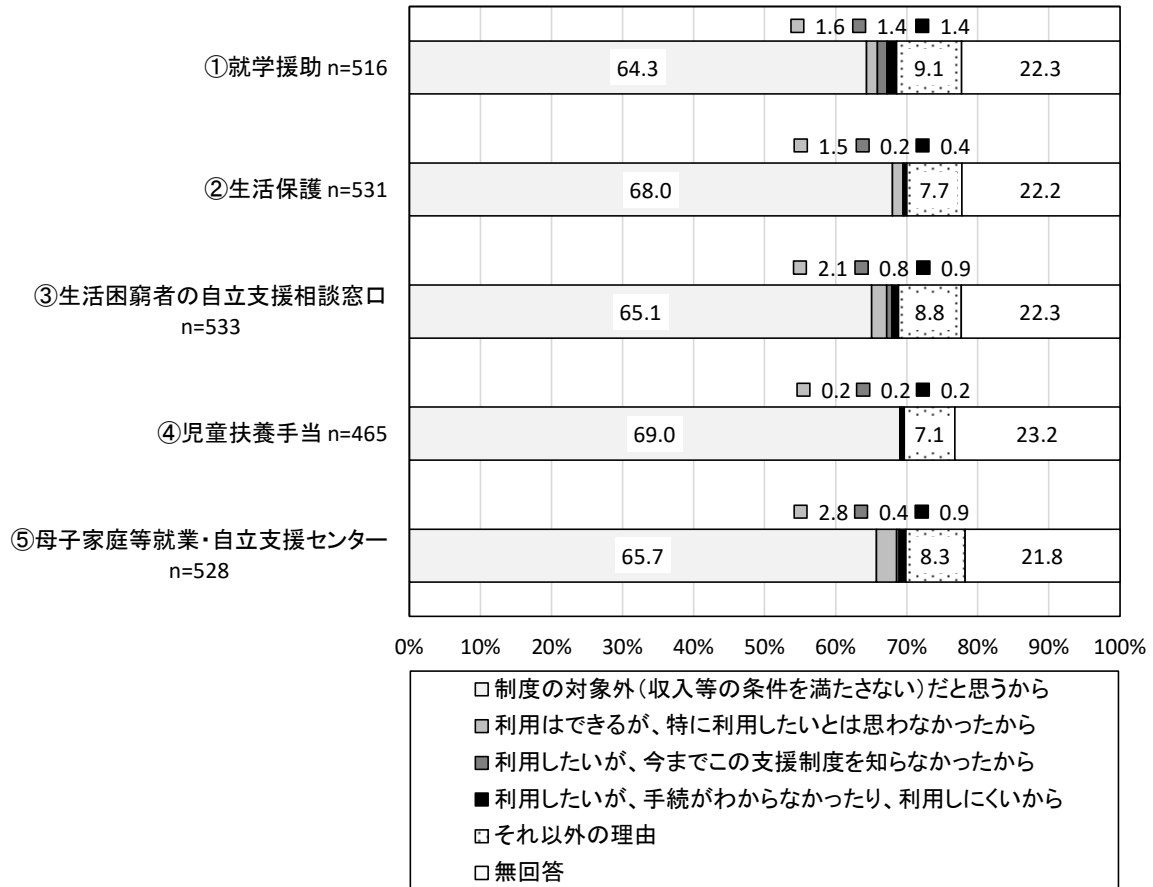 □ 1.6 ■ 1.4 ■ 1.4
①就学援助 n=516
64.3 9.1 22.3
□ 1.5 ■ 0.2 ■ 0.4
②生活保護 n=531
68.0 7.7 22.2
□ 2.1 ■ 0.8 ■ 0.9
③生活困窮者の自立支援相談窓口
n=533
65.1 8.8 22.3
□ 0.2 ■ 0.2 ■ 0.2
④児童扶養手当 n=465
69.0 7.1 23.2
□ 2.8 ■ 0.4 ■ 0.9
⑤母子家庭等就業・自立支援センター
n=528
65.7 8.3 21.8
0% 10% 20% 30% 40% 50% 60% 70% 80% 90% 100%
□制度の対象外（収入等の条件を満たさない）だと思うから
■利用はできるが、特に利用したいとは思わなかったから
■利用したいが、今までこの支援制度を知らなかったから
■利用したいが、手続がわからなかったり、利用しにくいから
□それ以外の理由
□無回答